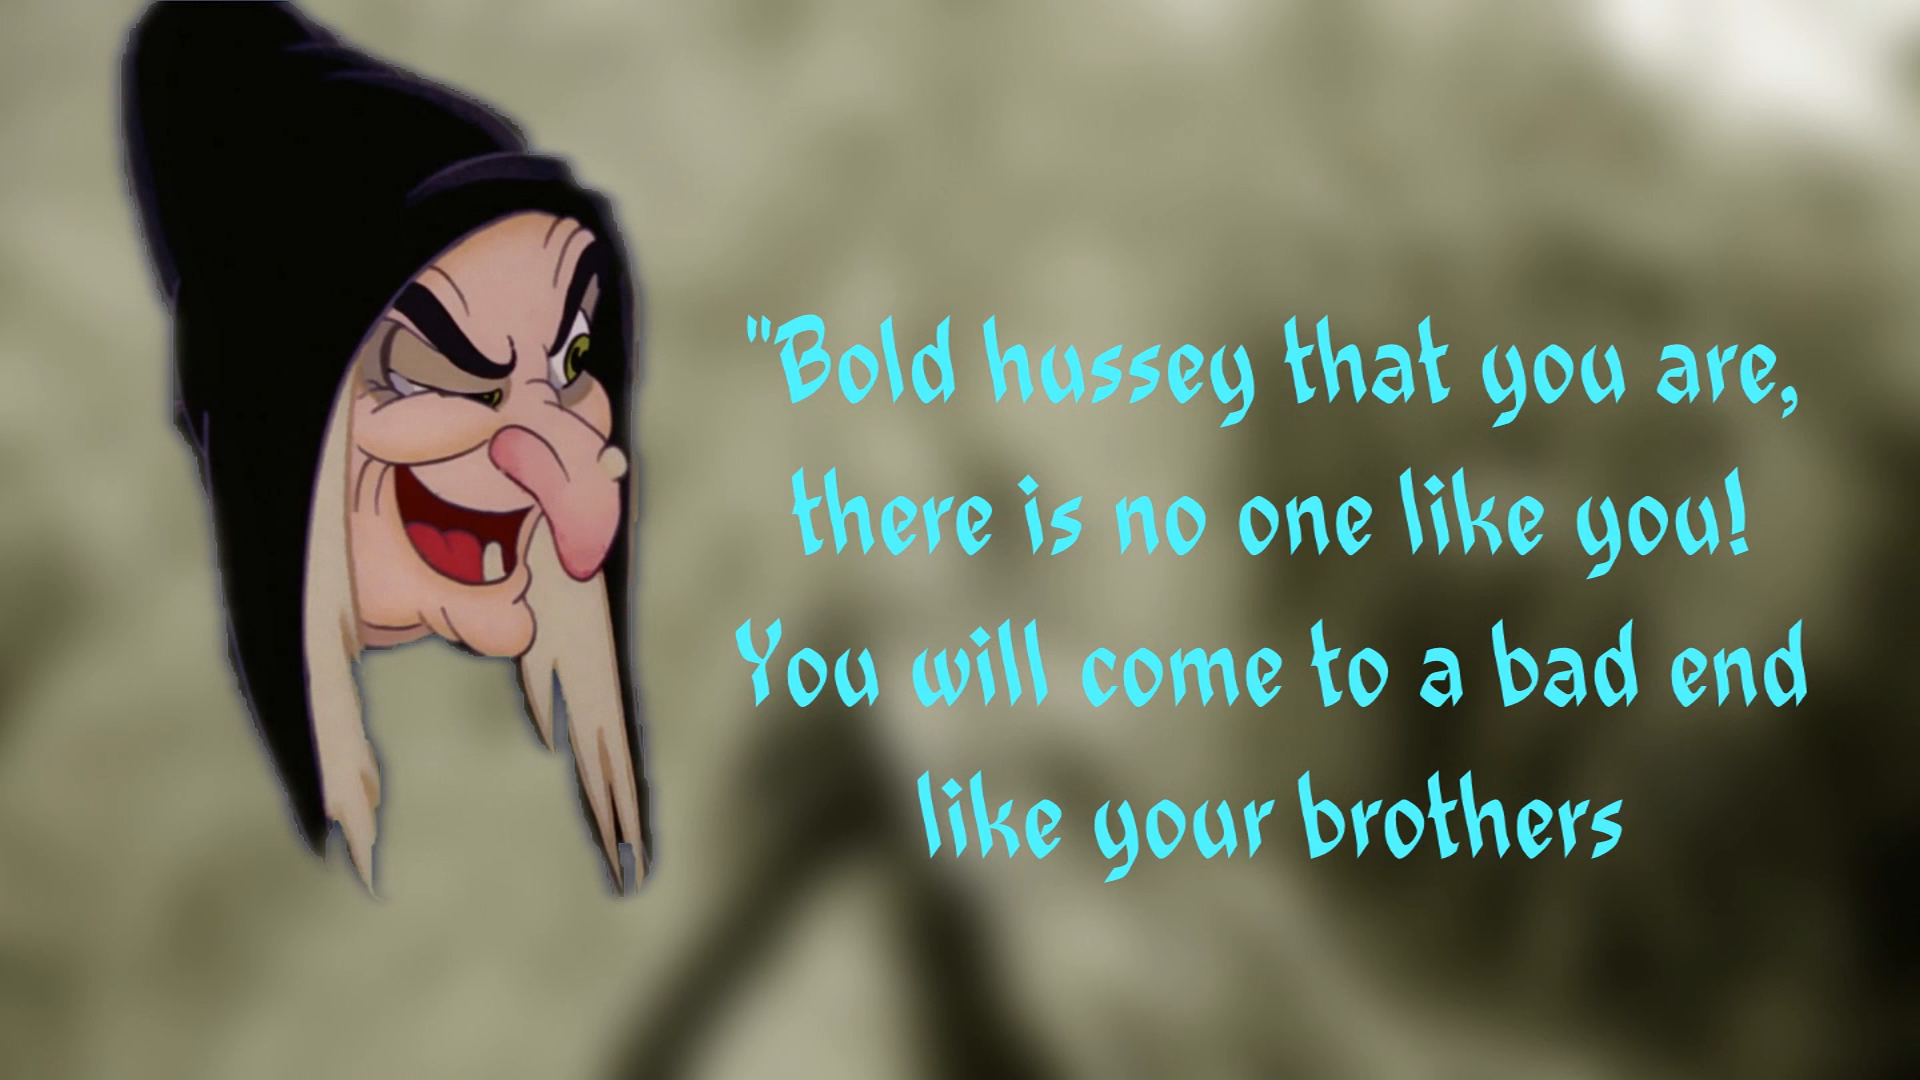 "Bold hussey that you are,
there is no one like you!
You will come to a bad end
like your brothers